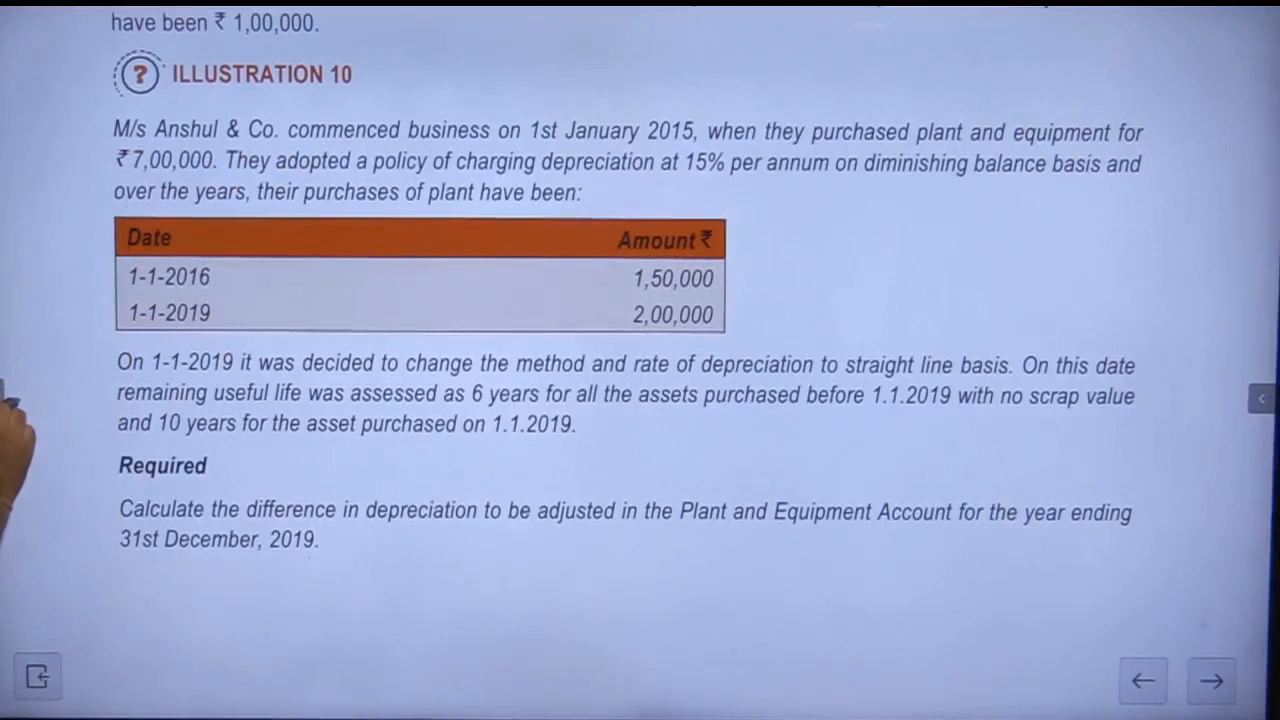 have been ₹ 1,00,000.
? ILLUSTRATION 10
M/s Anshul & Co. commenced business on 1st January 2015, when they purchased plant and equipment for
₹ 7,00,000. They adopted a policy of charging depreciation at 15% per annum on diminishing balance basis and
over the years, their purchases of plant have been:
Date Amount ₹
1-1-2016 1,50,000
1-1-2019 2,00,000
On 1-1-2019 it was decided to change the method and rate of depreciation to straight line basis. On this date
remaining useful life was assessed as 6 years for all the assets purchased before 1.1.2019 with no scrap value
and 10 years for the asset purchased on 1.1.2019.
Required
Calculate the difference in depreciation to be adjusted in the Plant and Equipment Account for the year ending
31st December, 2019.